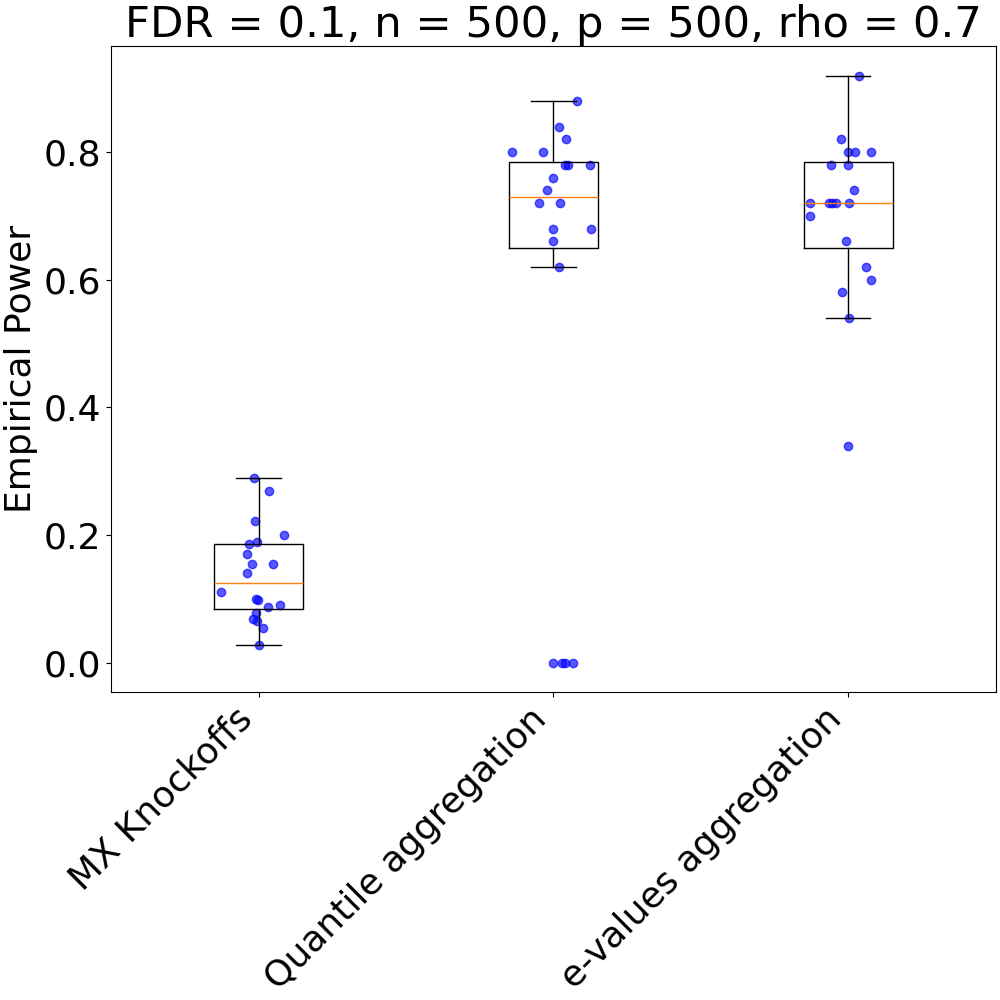 FDR = 0.1, n = 500, p = 500, rho = 0.7
Empirical Power
0.8
0.6
0.4
0.2
0.0
MX Knockoffs
Quantile aggregation
e-values aggregation